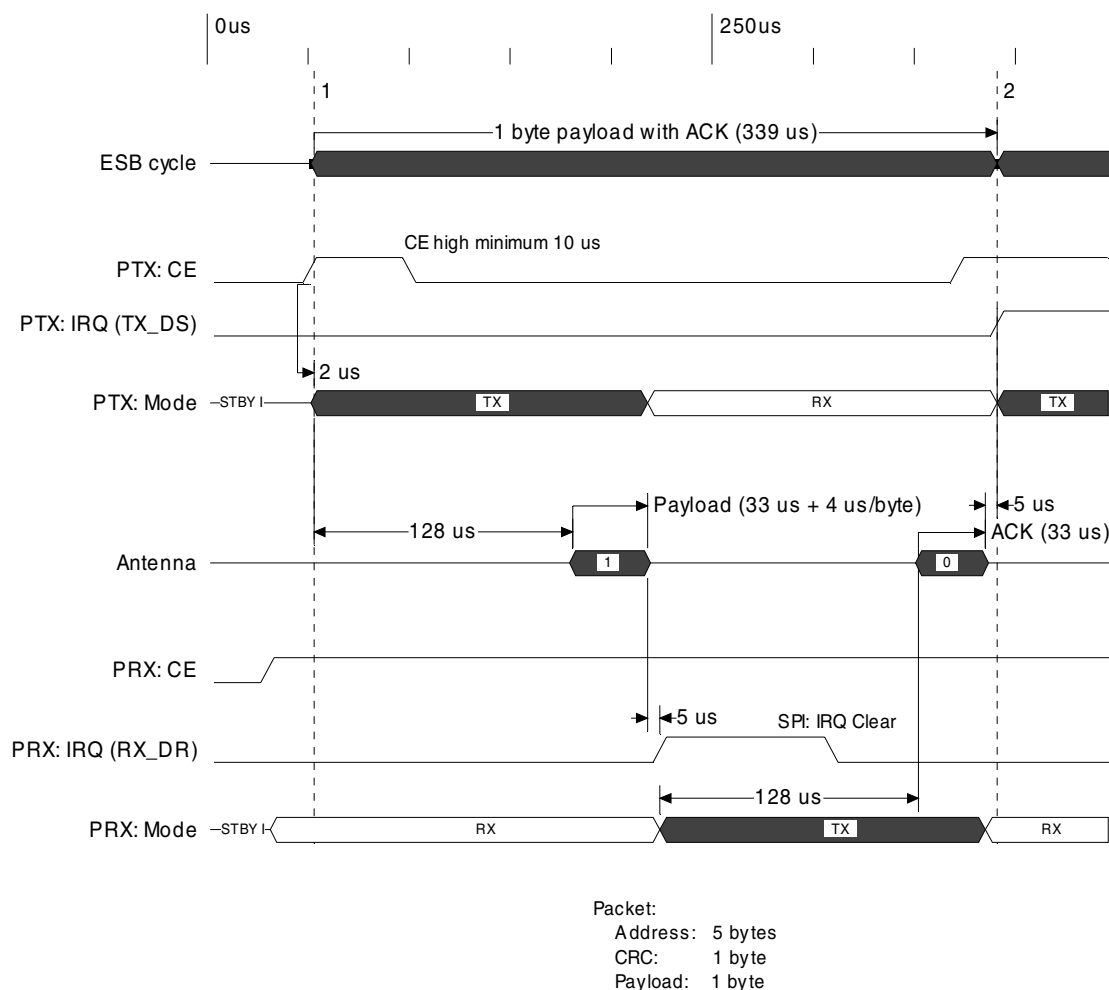 0us
250us
1
2
1 byte payload with ACK (339 us)
ESB cycle
CE high minimum 10 us
PTX: CE
PTX: IRQ (TX_DS)
2 us
PTX: Mode
STBY I
TX
RX
TX
Payload (33 us + 4 us/byte)
5 us
128 us
ACK (33 us)
Antenna
1
0
PRX: CE
5 us
SPI: IRQ Clear
PRX: IRQ (RX_DR)
128 us
PRX: Mode
STBY I
RX
TX
RX
Packet:
Address: 5 bytes
CRC: 1 byte
Payload: 1 byte